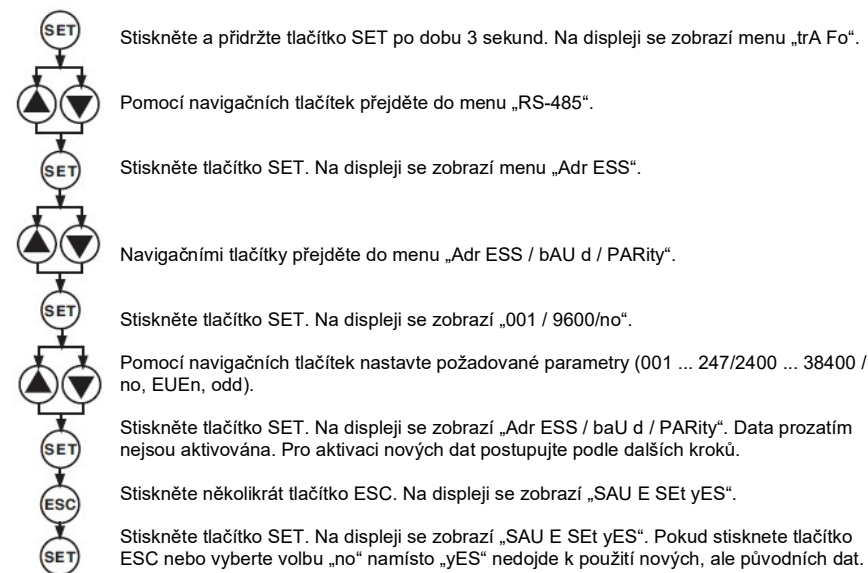 SET
Stiskněte a přidržte tlačítko SET po dobu 3 sekund. Na displeji se zobrazí menu „trA Fo“.
Pomocí navigačních tlačítek přejděte do menu „RS-485“.
SET
Stiskněte tlačítko SET. Na displeji se zobrazí menu „Adr ESS“.
Navigačními tlačítky přejděte do menu „Adr ESS / bAU d / PARity“.
SET
Stiskněte tlačítko SET. Na displeji se zobrazí „001 / 9600/no“.
Pomocí navigačních tlačítek nastavte požadované parametry (001 ... 247/2400 ... 38400 /
no, EUEn, odd).
Stiskněte tlačítko SET. Na displeji se zobrazí „Adr ESS / baU d / PARity“. Data prozatím
SET
nejsou aktivována. Pro aktivaci nových dat postupujte podle dalších kroků.
ESC
Stiskněte několikrát tlačítko ESC. Na displeji se zobrazí „SAU E SEt yES“.
Stiskněte tlačítko SET. Na displeji se zobrazí „SAU E SEt yES“. Pokud stisknete tlačítko
SET
ESC nebo vyberte volbu „no“ namísto „yES“ nedojde k použití nových, ale původních dat.